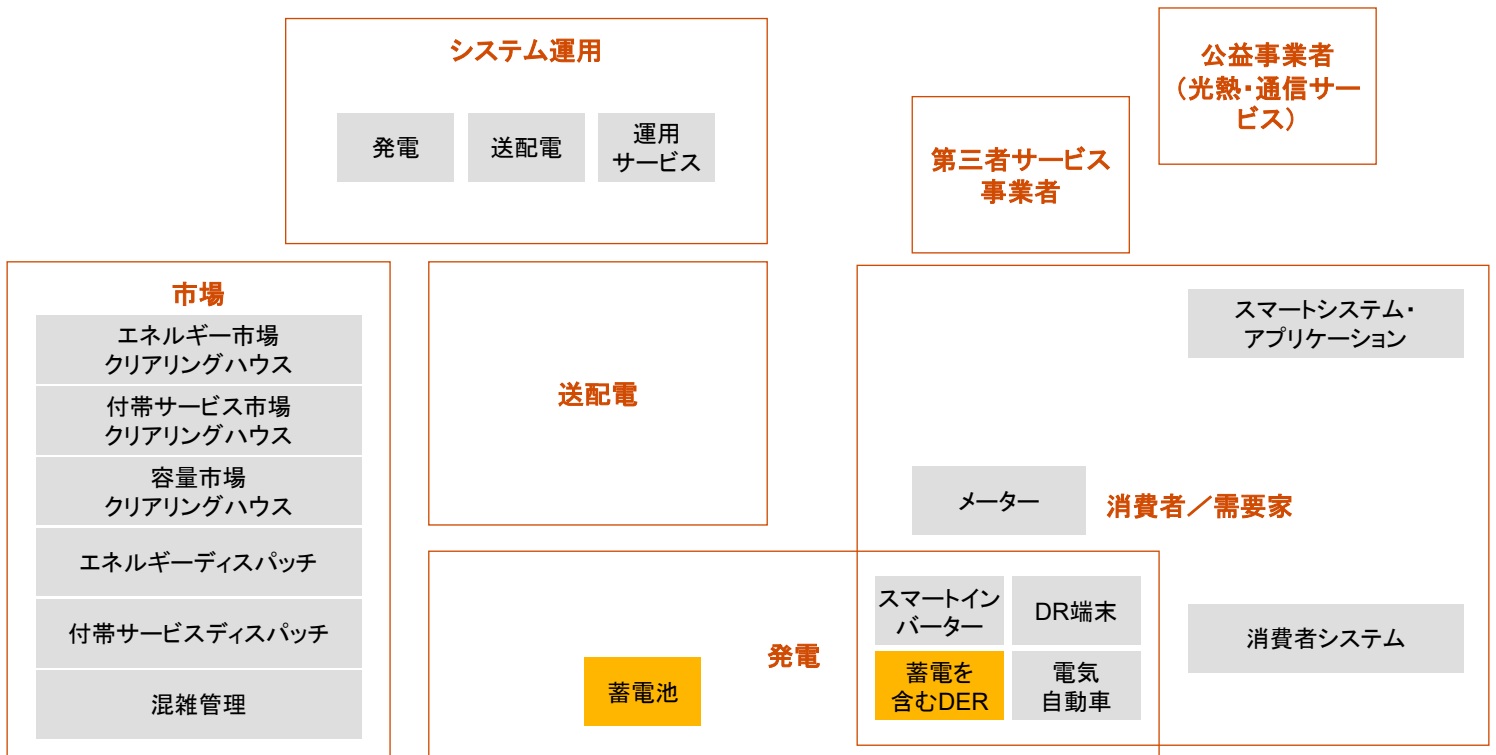 システム運用
発電
送配電
運用
サービス
公益事業者
（光熱・通信サー
ビス）
第三者サービス
事業者
市場
エネルギー市場
クリアリングハウス
付帯サービス市場
クリアリングハウス
容量市場
クリアリングハウス
エネルギーディスパッチ
付帯サービスディスパッチ
混雑管理
送配電
スマートシステム・
アプリケーション
メーター
消費者／需要家
発電
蓄電池
スマートイン
バーター
DR端末
蓄電を
含むDER
電気
自動車
消費者システム